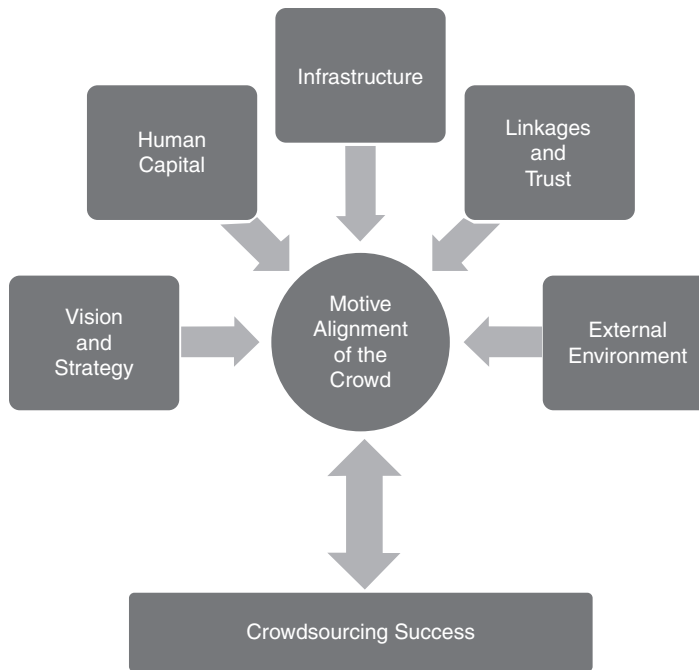 Infrastructure
Human
Capital
Linkages
and
Trust
Vision
and
Strategy
Motive
Alignment
of the
Crowd
External
Environment
Crowdsourcing Success